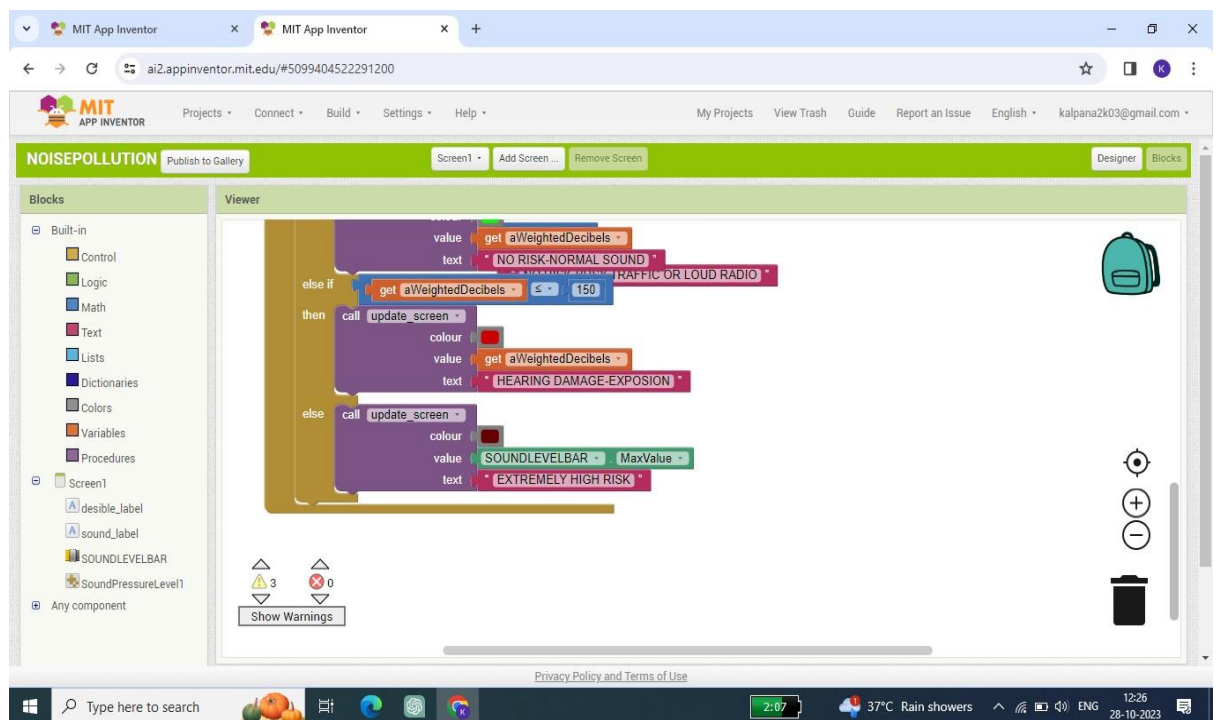 MIT App Inventor
MIT App Inventor
ai2.appinventor.mit.edu/#5099404522291200
K
MIT
APP INVENTOR
Projects Connect Build Settings Help My Projects View Trash Guide Report an Issue English kalpana2k03@gmail.com
NOISEPOLLUTION Publish to Gallery Screen1 Add Screen ... Remove Screen Designer Blocks
Blocks Viewer
Built-in
Control
Logic
Math
Text
Lists
Dictionaries
Colors
Variables
Procedures
Screen1
desible_label
sound_label
SOUNDLEVELBAR
SoundPressureLevel1
Any component
value get aWeightedDecibels
text " NO RISK-NORMAL SOUND "
TRAFFIC OR LOUD RADIO "
else if get aWeightedDecibels ≤ 150
then call update_screen
colour
value get aWeightedDecibels
text " HEARING DAMAGE-EXPOSION "
else call update_screen
colour
value SOUNDLEVELBAR . MaxValue
text " EXTREMELY HIGH RISK "
3 0
Show Warnings
Privacy Policy and Terms of Use
Type here to search
2:07
37°C Rain showers
ENG
12:26
28-10-2023